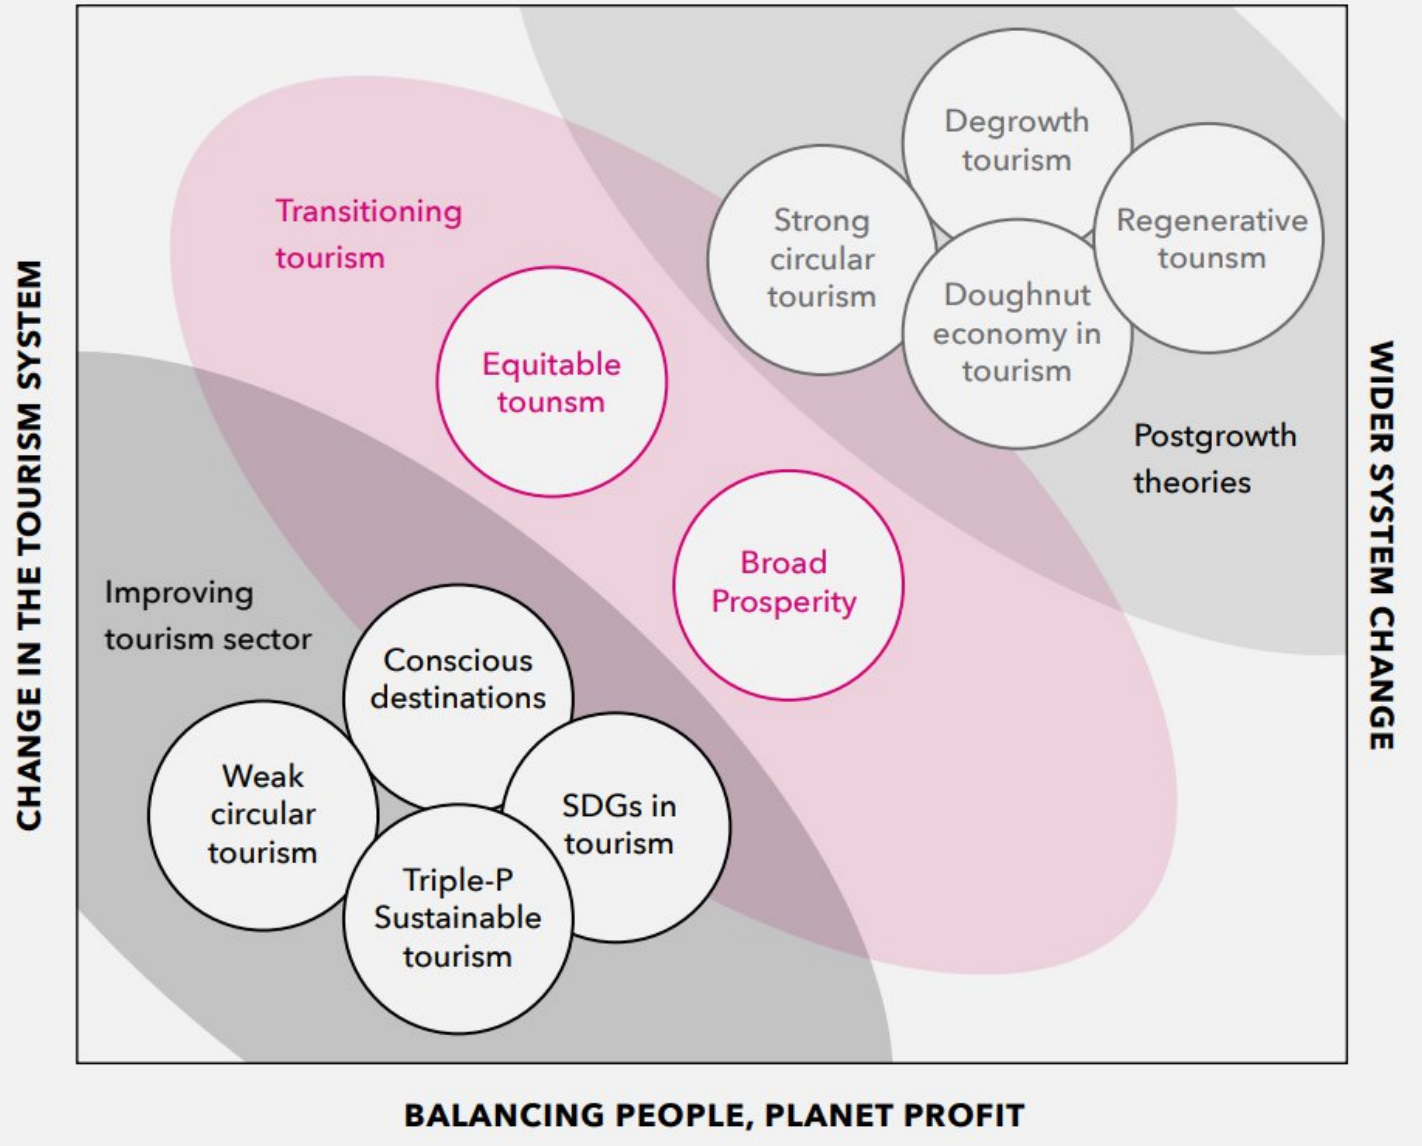 CHANGE IN THE TOURISM SYSTEM
Transitioning
tourism
Equitable
tounsm
Strong
circular
tourism
Degrowth
tourism
Regenerative
tounsm
Doughnut
economy in
tourism
Postgrowth
theories
Broad
Prosperity
Improving
tourism sector
Conscious
destinations
Weak
circular
tourism
SDGs in
tourism
Triple-P
Sustainable
tourism
WIDER SYSTEM CHANGE
BALANCING PEOPLE, PLANET PROFIT